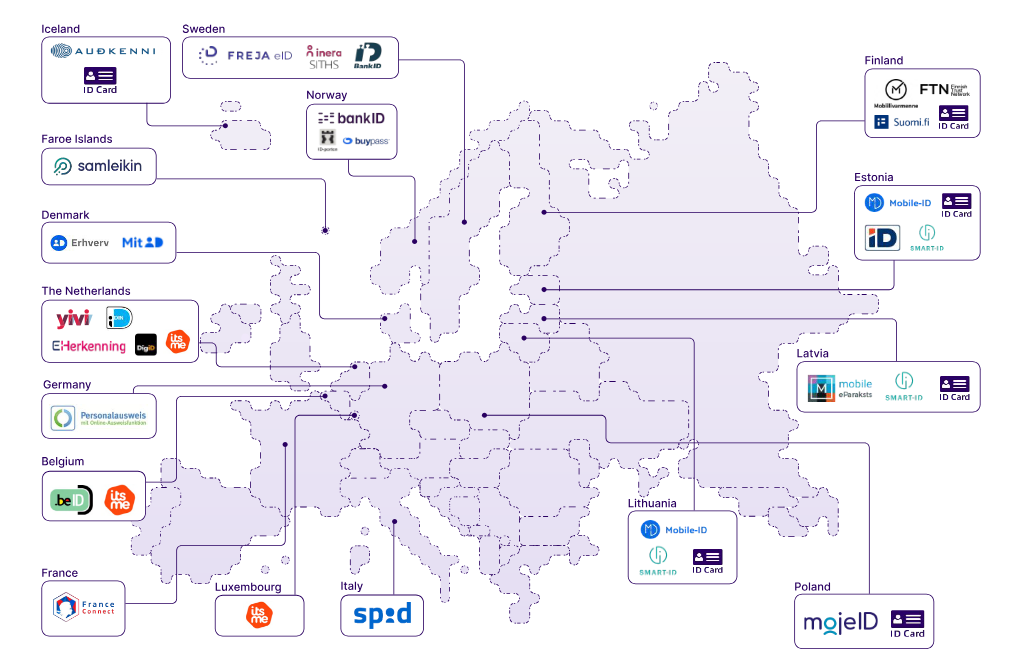 Iceland
AUÐKENNI
ID Card
Sweden
FREJA eID
inera
SITHS
iD
BankID
Norway
bankID
ID-porten
buypass
Finland
Mobiilivarmenne
FTN
Finnish
Trust
Network
Suomi.fi
ID Card
Faroe Islands
samleikin
Estonia
Mobile-ID
ID Card
iD
SMART-ID
Denmark
Erhverv
MitID
The Netherlands
yivi
iDIN
EHerkenning
DigiD
itsme
Latvia
mobile
eParaksts
SMART-ID
ID Card
Germany
Personalausweis
mit Online-Ausweisfunktion
Belgium
.beID
itsme
Lithuania
Mobile-ID
SMART-ID
ID Card
France
France
Connect
Luxembourg
itsme
Italy
spid
Poland
mojeID
ID Card